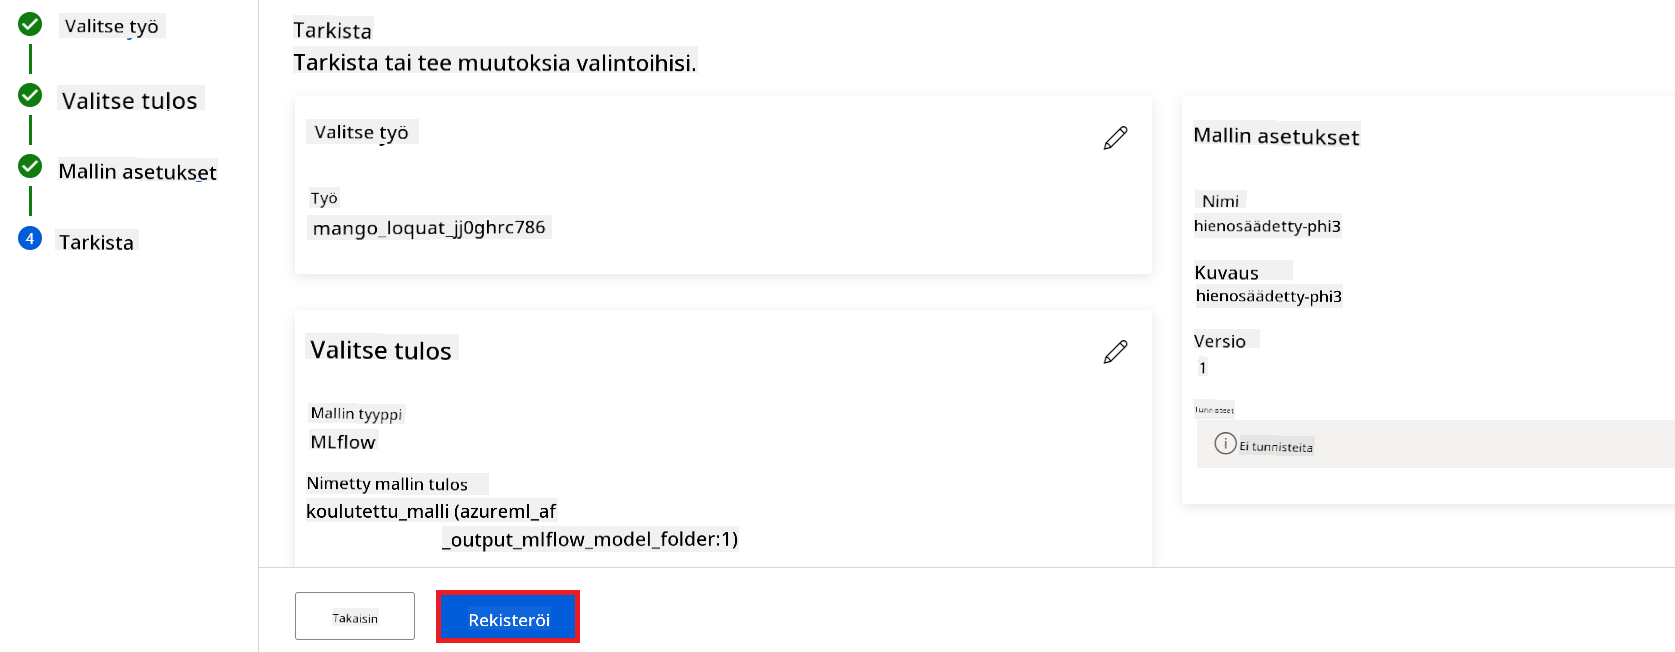 Valitse työ
Valitse tulos
Mallin asetukset
4
Tarkista
Tarkista
Tarkista tai tee muutoksia valintoihisi.
Valitse työ
Työ
mango_loquat_jj0ghrc786
Valitse tulos
Mallin tyyppi
MLflow
Nimetty mallin tulos
koulutettu_malli (azureml_af
_output_mlflow_model_folder:1)
Mallin asetukset
Nimi
hienosäädetty-phi3
Kuvaus
hienosäädetty-phi3
Versio
1
Tunnisteet
Ei tunnisteita
Takaisin
Rekisteröi